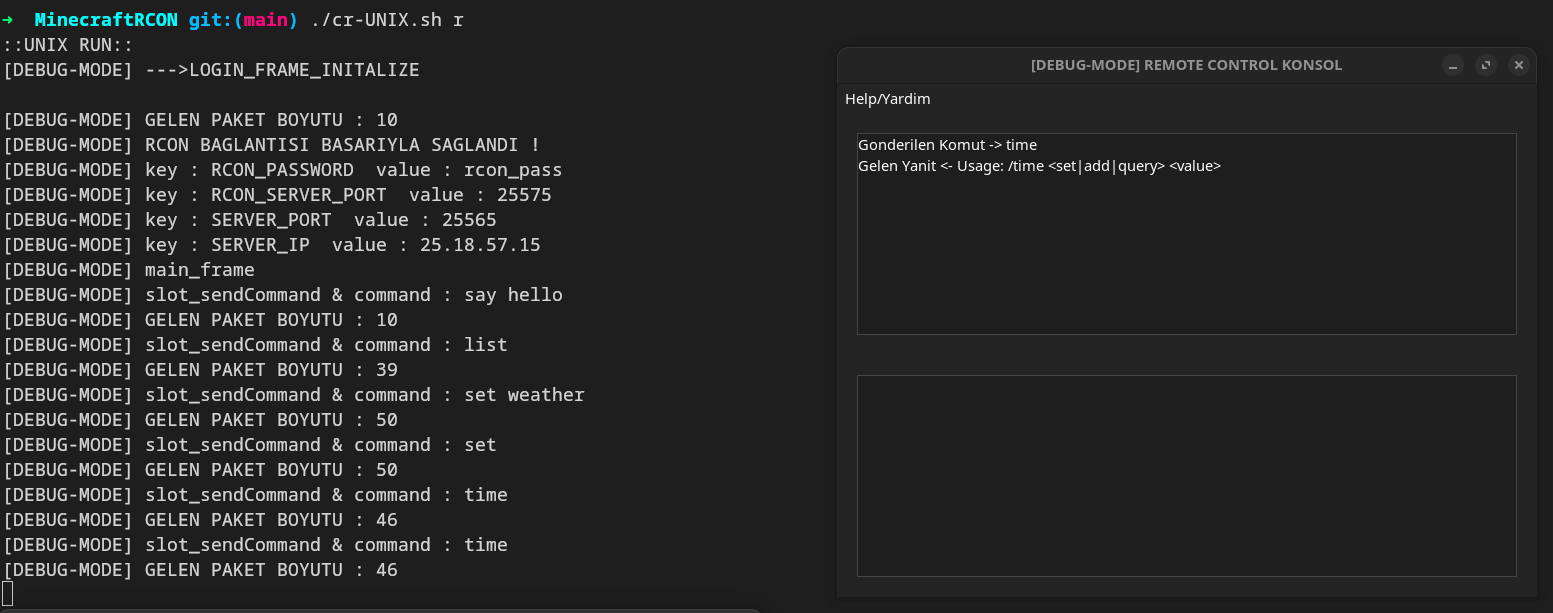 ➜  MinecraftRCON git:(main) ./cr-UNIX.sh r
::UNIX RUN::
[DEBUG-MODE] --->LOGIN_FRAME_INITALIZE
[DEBUG-MODE] GELEN PAKET BOYUTU : 10
[DEBUG-MODE] RCON BAGLANTISI BASARIYLA SAGLANDI !
[DEBUG-MODE] key : RCON_PASSWORD  value : rcon_pass
[DEBUG-MODE] key : RCON_SERVER_PORT  value : 25575
[DEBUG-MODE] key : SERVER_PORT  value : 25565
[DEBUG-MODE] key : SERVER_IP  value : 25.18.57.15
[DEBUG-MODE] main_frame
[DEBUG-MODE] slot_sendCommand & command : say hello
[DEBUG-MODE] GELEN PAKET BOYUTU : 10
[DEBUG-MODE] slot_sendCommand & command : list
[DEBUG-MODE] GELEN PAKET BOYUTU : 39
[DEBUG-MODE] slot_sendCommand & command : set weather
[DEBUG-MODE] GELEN PAKET BOYUTU : 50
[DEBUG-MODE] slot_sendCommand & command : set
[DEBUG-MODE] GELEN PAKET BOYUTU : 50
[DEBUG-MODE] slot_sendCommand & command : time
[DEBUG-MODE] GELEN PAKET BOYUTU : 46
[DEBUG-MODE] slot_sendCommand & command : time
[DEBUG-MODE] GELEN PAKET BOYUTU : 46
[DEBUG-MODE] REMOTE CONTROL KONSOL
Help/Yardim
Gonderilen Komut -> time
Gelen Yanit <- Usage: /time <set|add|query> <value>